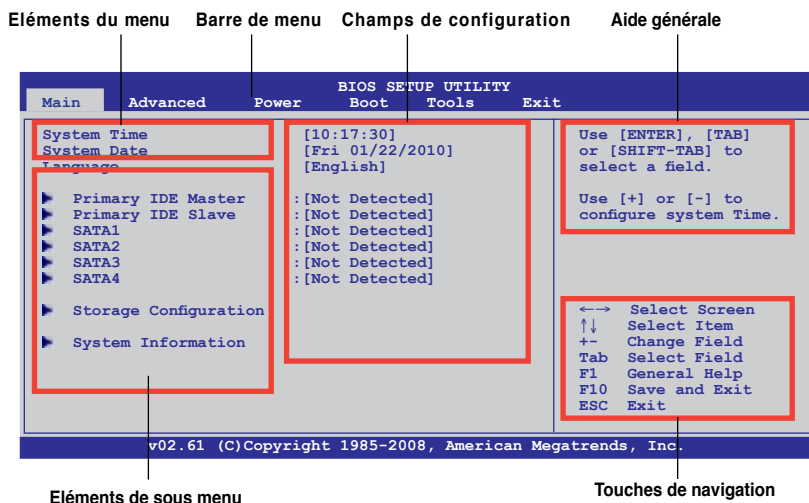 Eléments du menu Barre de menu Champs de configuration Aide générale
BIOS SETUP UTILITY
Main Advanced Power Boot Tools Exit
System Time [10:17:30]
System Date [Fri 01/22/2010]
Language [English]
Primary IDE Master :[Not Detected]
Primary IDE Slave :[Not Detected]
SATA1 :[Not Detected]
SATA2 :[Not Detected]
SATA3 :[Not Detected]
SATA4 :[Not Detected]
Storage Configuration
System Information
Use [ENTER], [TAB]
or [SHIFT-TAB] to
select a field.
Use [+] or [-] to
configure system Time.
←→ Select Screen
↑↓ Select Item
+- Change Field
Tab Select Field
F1 General Help
F10 Save and Exit
ESC Exit
v02.61 (C)Copyright 1985-2008, American Megatrends, Inc.
Eléments de sous menu
Touches de navigation